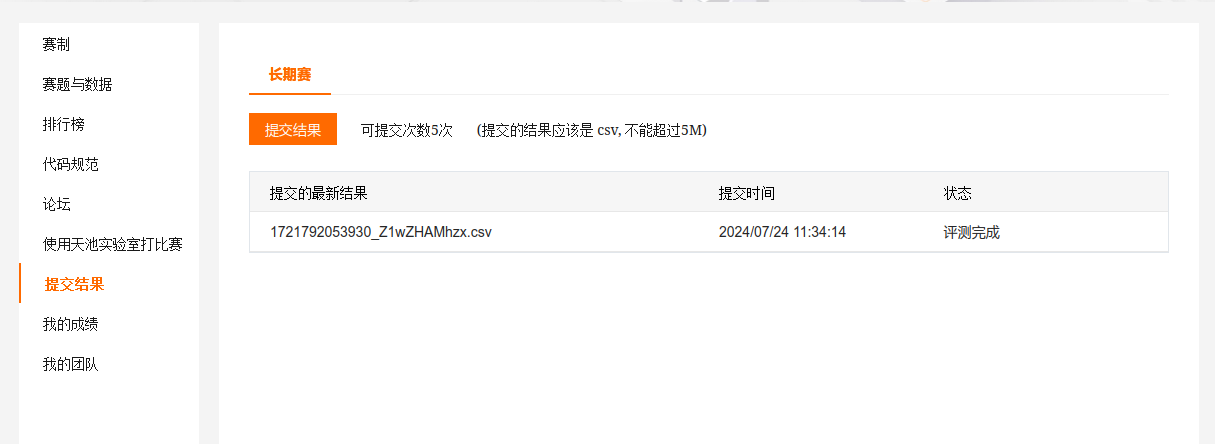 赛制
赛题与数据
排行榜
代码规范
论坛
使用天池实验室打比赛
提交结果
我的成绩
我的团队
长期赛
提交结果 可提交次数5次 (提交的结果应该是 csv, 不能超过5M)
提交的最新结果 提交时间 状态
1721792053930_Z1wZHAMhzx.csv 2024/07/24 11:34:14 评测完成